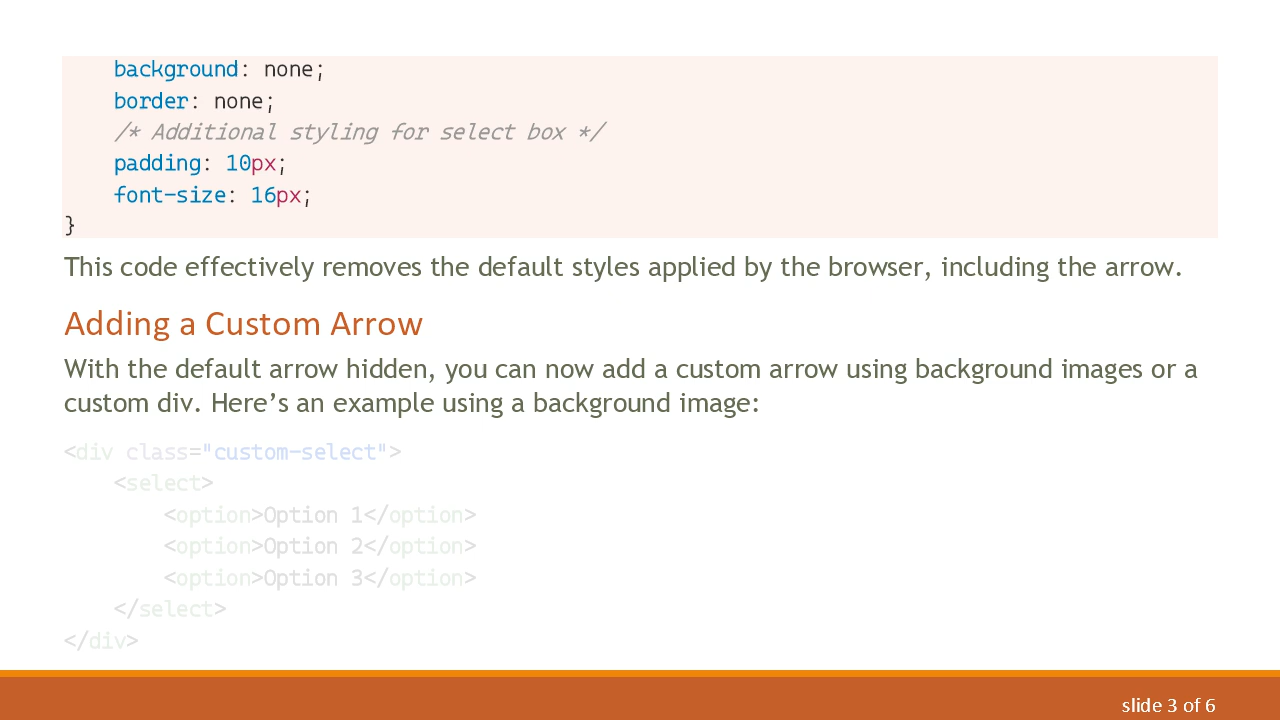 background: none;
border: none;
/* Additional styling for select box */
padding: 10px;
font-size: 16px;
}
This code effectively removes the default styles applied by the browser, including the arrow.
Adding a Custom Arrow
With the default arrow hidden, you can now add a custom arrow using background images or a
custom div. Here’s an example using a background image:
<div class="custom-select">
<select>
<option>Option 1</option>
<option>Option 2</option>
<option>Option 3</option>
</select>
</div>
slide 3 of 6